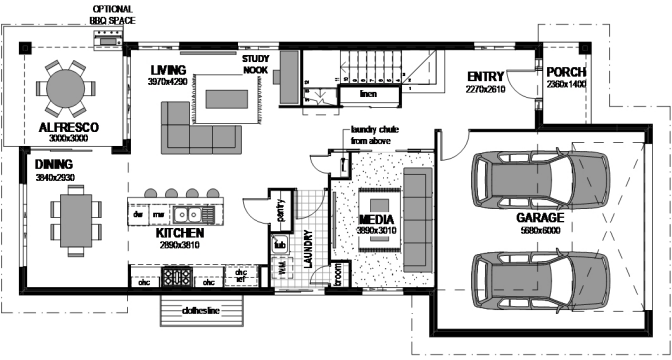 OPTIONAL
BBQ SPACE
LIVING
3970x4290
STUDY
NOOK
ENTRY
2270x2610
PORCH
2360x1400
linen
ALFRESCO
3000x3000
laundry chute
from above
DINING
3840x2930
dw
mw
pantry
KITCHEN
2890x3810
MEDIA
3890x3010
GARAGE
5680x6000
LAUNDRY
tub
W.M.
broom
ohc
ohc
ohc
ref
clothesline